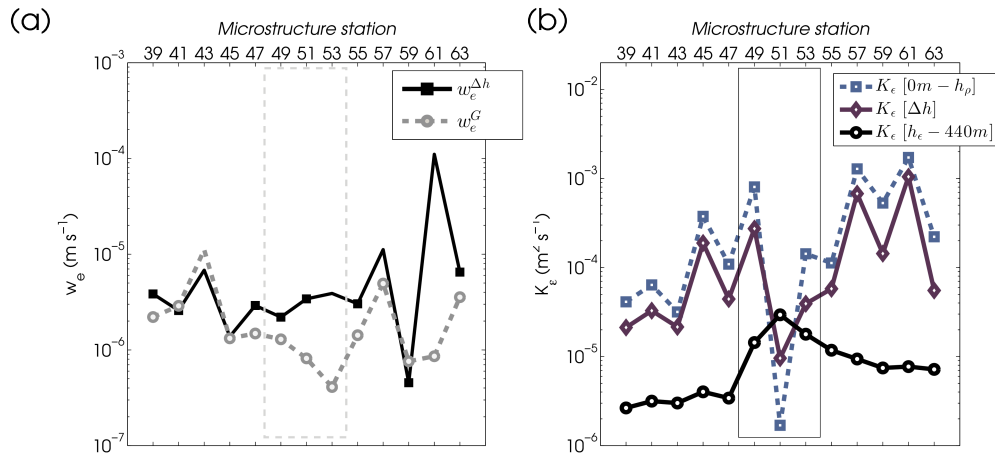 (a)
Microstructure station
39 41 43 45 47 49 51 53 55 57 59 61 63
10⁻³
10⁻⁴
10⁻⁵
10⁻⁶
10⁻⁷
w_e (m s⁻¹)
w_e^{Δh}
w_e^G
(b)
Microstructure station
39 41 43 45 47 49 51 53 55 57 59 61 63
10⁻²
10⁻³
10⁻⁴
10⁻⁵
10⁻⁶
K_ε (m² s⁻¹)
K_ϵ [0m − h_ρ]
K_ϵ [Δh]
K_ϵ [h_ϵ − 440m]